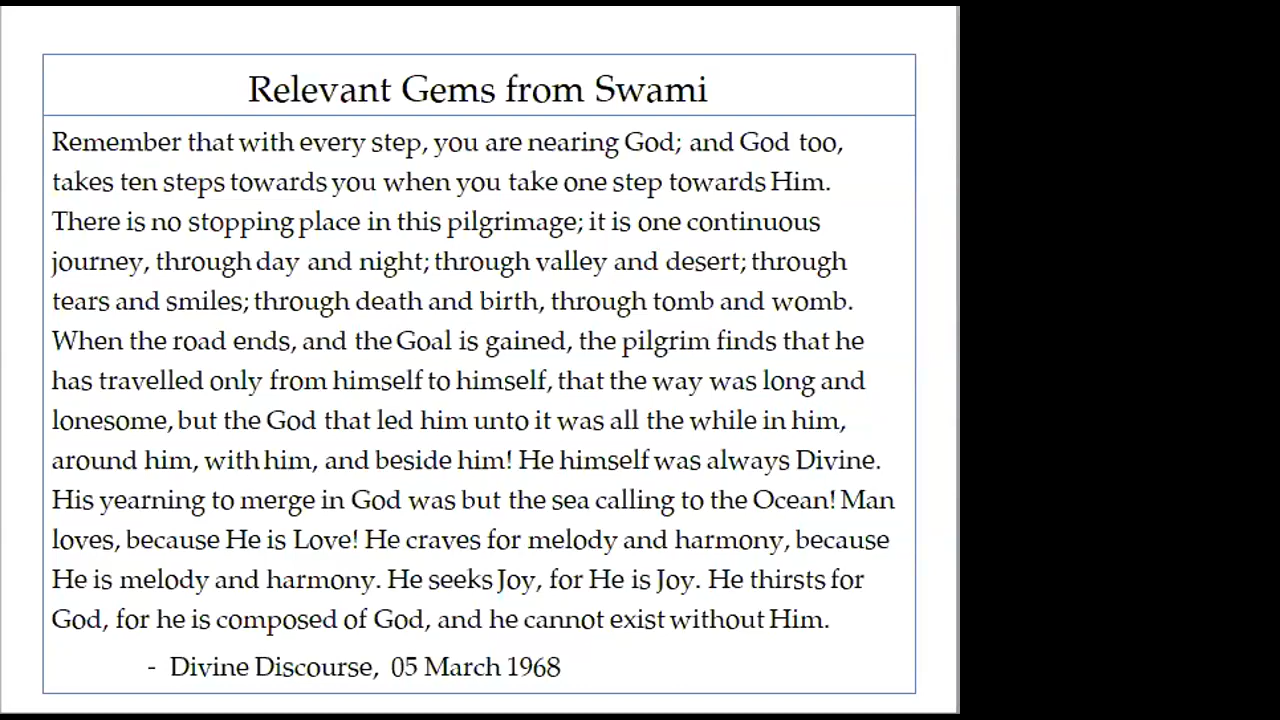 Relevant Gems from Swami
Remember that with every step, you are nearing God; and God too,
takes ten steps towards you when you take one step towards Him.
There is no stopping place in this pilgrimage; it is one continuous
journey, through day and night; through valley and desert; through
tears and smiles; through death and birth, through tomb and womb.
When the road ends, and the Goal is gained, the pilgrim finds that he
has travelled only from himself to himself, that the way was long and
lonesome, but the God that led him unto it was all the while in him,
around him, with him, and beside him! He himself was always Divine.
His yearning to merge in God was but the sea calling to the Ocean! Man
loves, because He is Love! He craves for melody and harmony, because
He is melody and harmony. He seeks Joy, for He is Joy. He thirsts for
God, for he is composed of God, and he cannot exist without Him.
- Divine Discourse, 05 March 1968